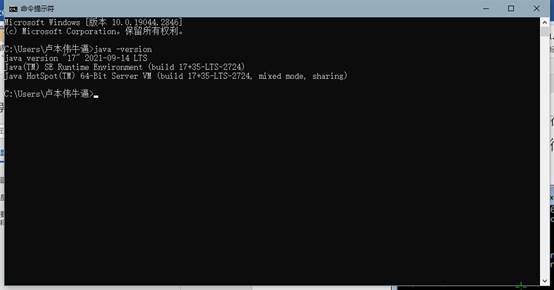 命令提示符
Microsoft Windows [版本 10.0.19044.2846]
(c) Microsoft Corporation。保留所有权利。
C:\Users\卢本伟牛逼>java -version
java version "17" 2021-09-14 LTS
Java(TM) SE Runtime Environment (build 17+35-LTS-2724)
Java HotSpot(TM) 64-Bit Server VM (build 17+35-LTS-2724, mixed mode, sharing)
C:\Users\卢本伟牛逼>